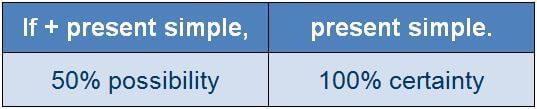 If + present simple, present simple.
50% possibility 100% certainty